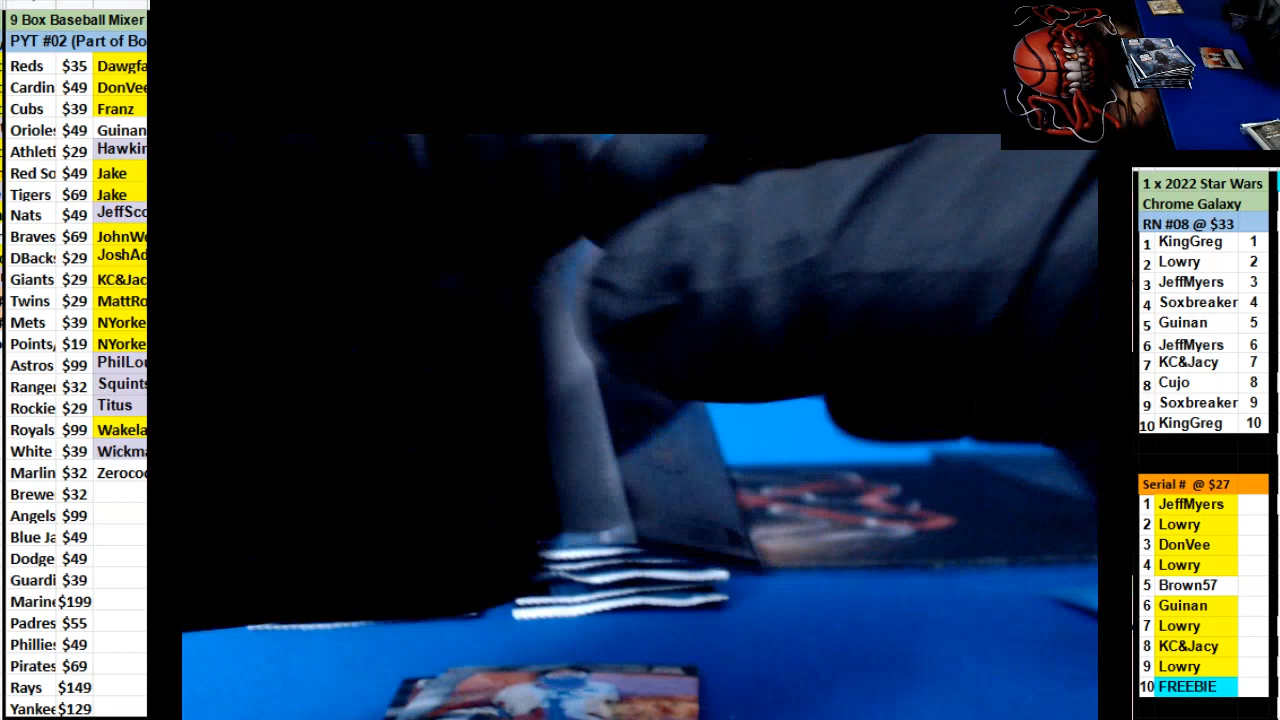 9 Box Baseball Mixer
PYT #02 (Part of Bo
Reds $35 Dawgfa
Cardin $49 DonVee
Cubs $39 Franz
Orioles $49 Guinan
Athleti $29 Hawkin
Red So $49 Jake
Tigers $69 Jake
Nats $49 JeffSco
Braves $69 JohnWo
DBacks $29 JoshAd
Giants $29 KC&Jac
Twins $29 MattRo
Mets $39 NYorke
Points, $19 NYorke
Astros $99 PhilLou
Ranger $32 Squints
Rockie $29 Titus
Royals $99 Wakela
White $39 Wickma
Marlin $32 Zerocoo
Brewe $32
Angels $99
Blue Ja $49
Dodge $49
Guardi $39
Marine $199
Padres $55
Phillies $49
Pirates $69
Rays $149
Yankee $129
1 x 2022 Star Wars
Chrome Galaxy
RN #08 @ $33
1 KingGreg 1
2 Lowry 2
3 JeffMyers 3
4 Soxbreaker 4
5 Guinan 5
6 JeffMyers 6
7 KC&Jacy 7
8 Cujo 8
9 Soxbreaker 9
10 KingGreg 10
Serial # @ $27
1 JeffMyers
2 Lowry
3 DonVee
4 Lowry
5 Brown57
6 Guinan
7 Lowry
8 KC&Jacy
9 Lowry
10 FREEBIE